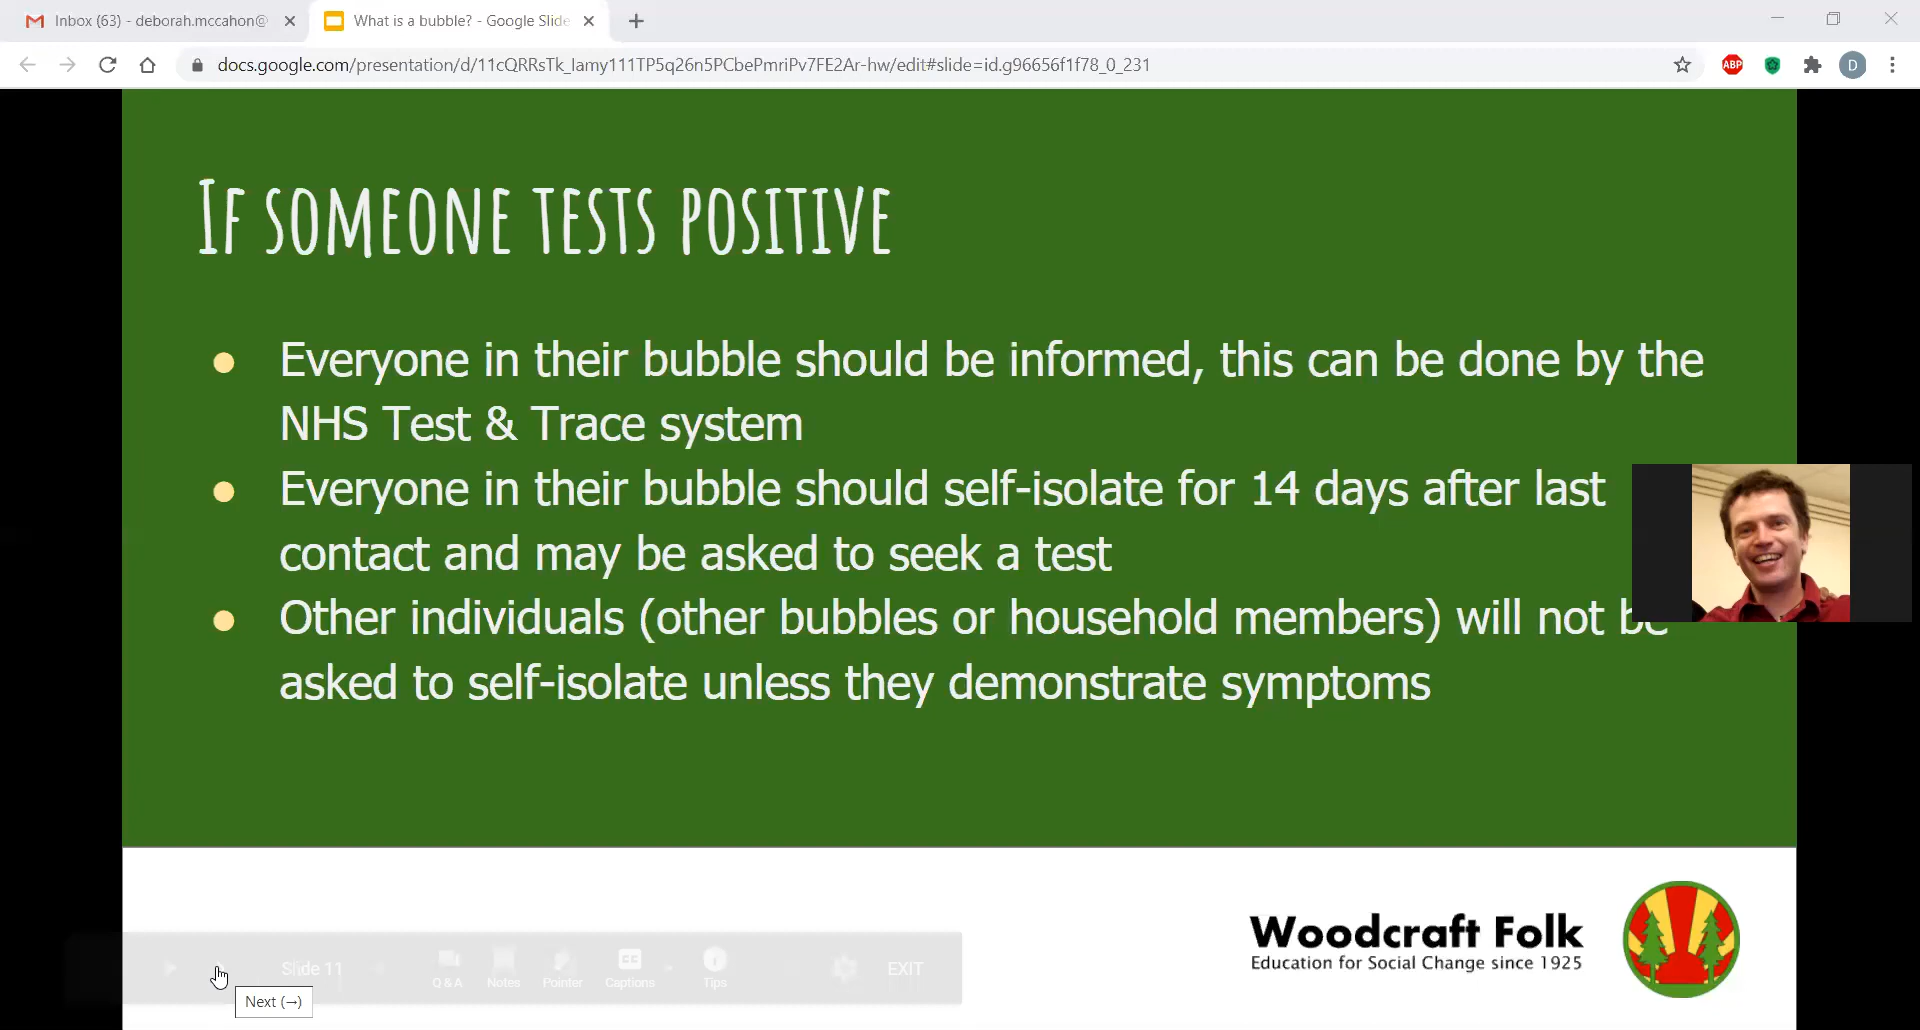 Inbox (63) - deborah.mccahon@
What is a bubble? - Google Slide
docs.google.com/presentation/d/11cQRRsTk_Iamy111TP5q26n5PCbePmriPv7FE2Ar-hw/edit#slide=id.g96656f1f78_0_231
ABP
D
IF SOMEONE TESTS POSITIVE
● Everyone in their bubble should be informed, this can be done by the
NHS Test & Trace system
● Everyone in their bubble should self-isolate for 14 days after last
contact and may be asked to seek a test
● Other individuals (other bubbles or household members) will not be
asked to self-isolate unless they demonstrate symptoms
Woodcraft Folk
Education for Social Change since 1925
Slide 11
CC
Q & A
Notes
Pointer
Captions
Tips
EXIT
Next (→)